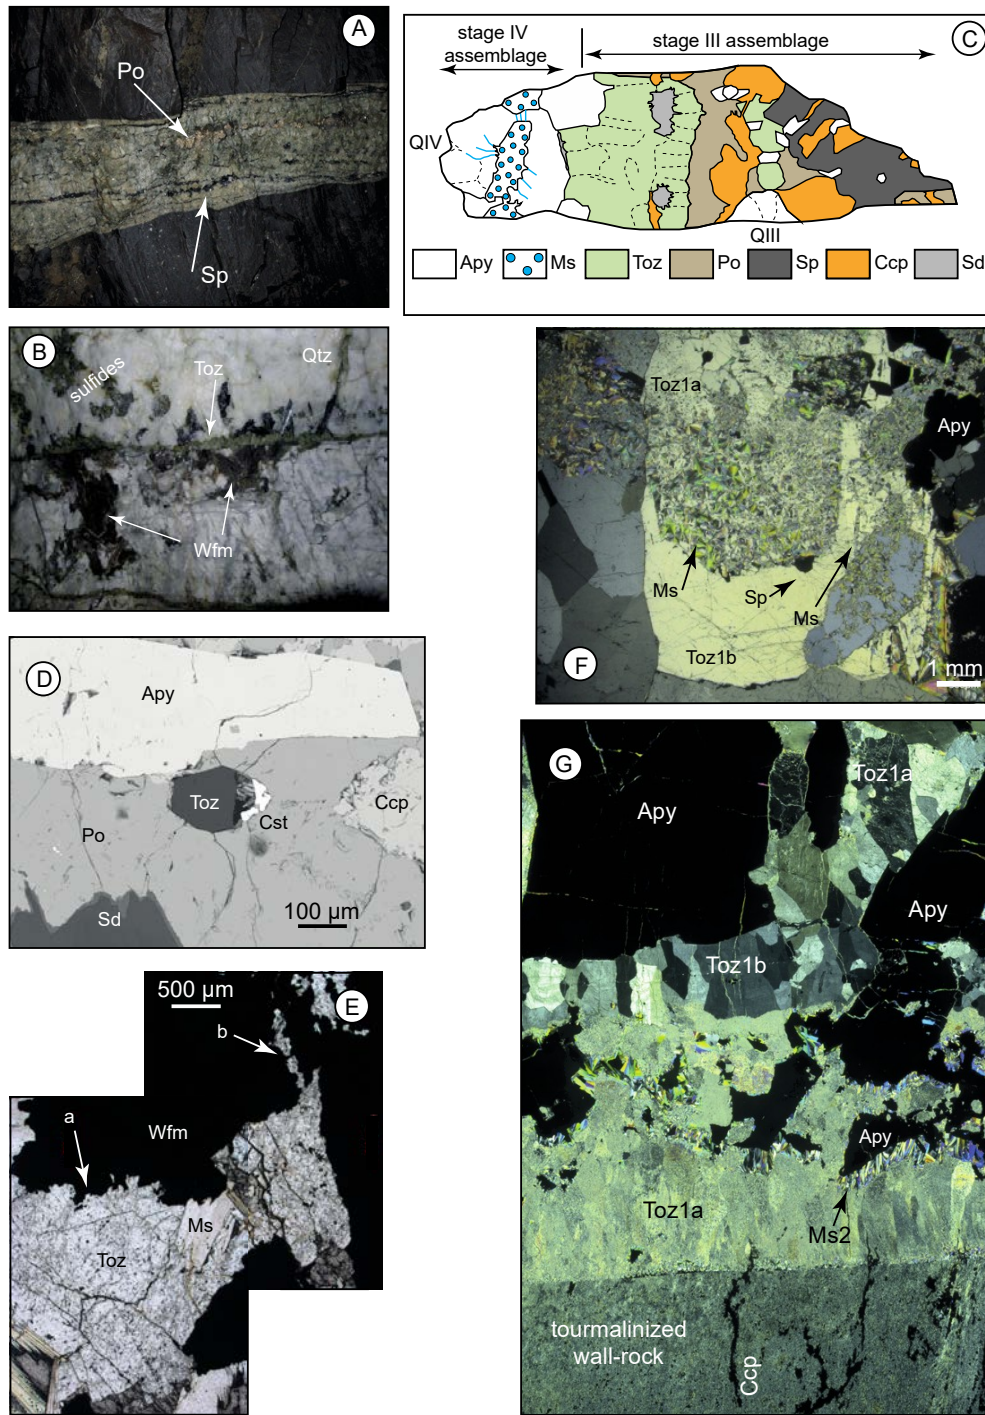 A
Po
Sp
stage IV
assemblage
stage III assemblage
C
QIV
QIII
Apy
Ms
Toz
Po
Sp
Ccp
Sd
B
sulfides
Toz
Qtz
Wfm
Toz1a
Apy
Ms
Sp
Ms
Toz1b
F
1 mm
D
Apy
Toz
Ccp
Po
Cst
Sd
100 µm
500 µm
E
b
a
Wfm
Ms
Toz
G
Toz1a
Apy
Apy
Toz1b
Apy
Toz1a
Ms2
tourmalinized
wall-rock
Ccp